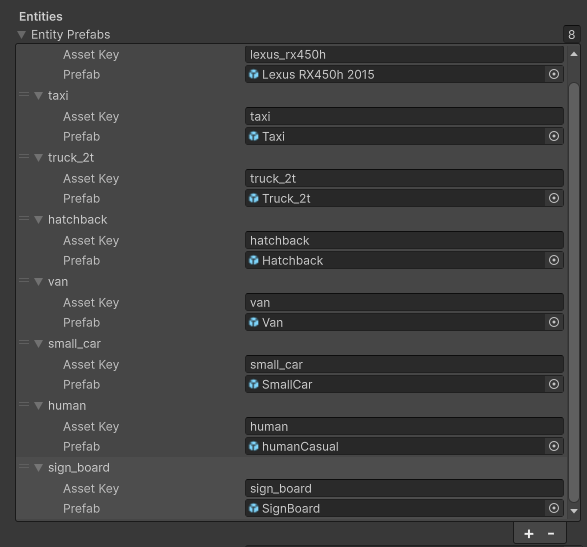 Entities
Entity Prefabs 8
Asset Key lexus_rx450h
Prefab Lexus RX450h 2015
taxi
Asset Key taxi
Prefab Taxi
truck_2t
Asset Key truck_2t
Prefab Truck_2t
hatchback
Asset Key hatchback
Prefab Hatchback
van
Asset Key van
Prefab Van
small_car
Asset Key small_car
Prefab SmallCar
human
Asset Key human
Prefab humanCasual
sign_board
Asset Key sign_board
Prefab SignBoard
+ -